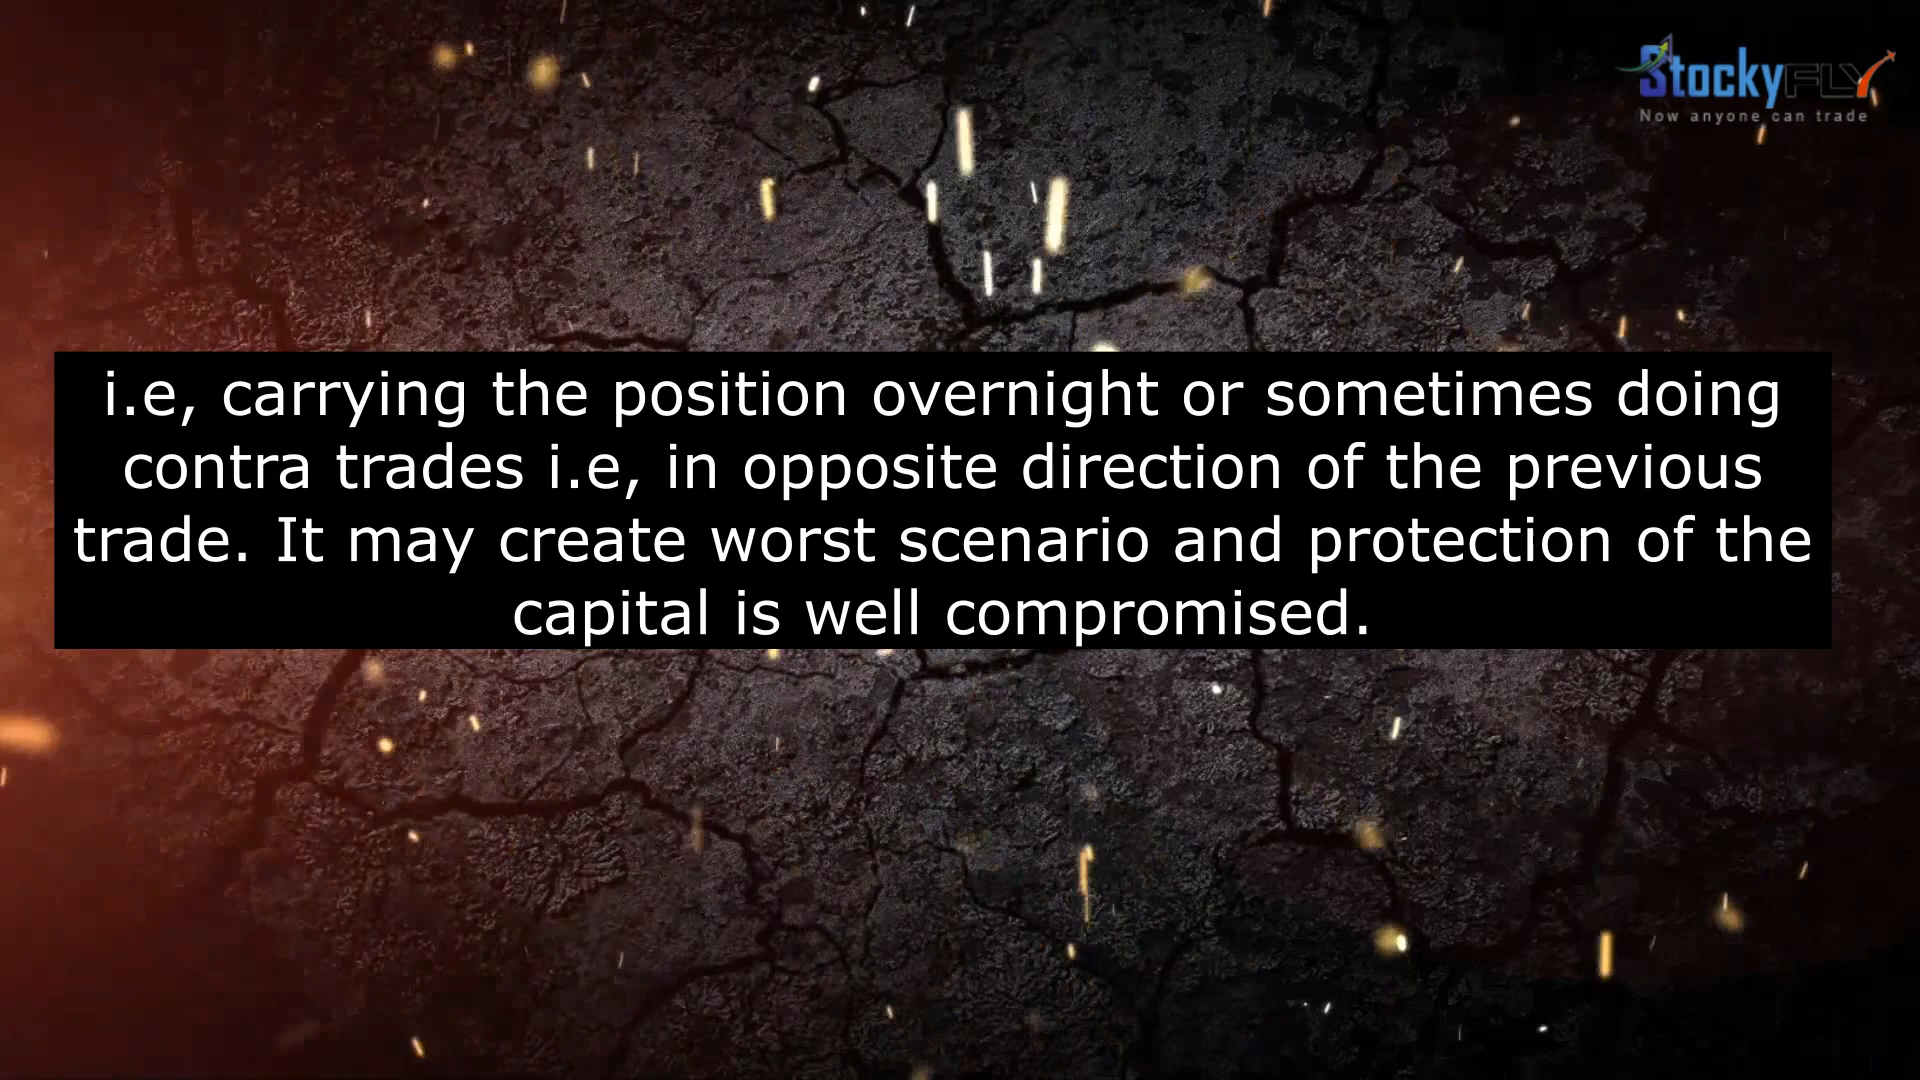 StockyFLY
Now anyone can trade
i.e, carrying the position overnight or sometimes doing
contra trades i.e, in opposite direction of the previous
trade. It may create worst scenario and protection of the
capital is well compromised.